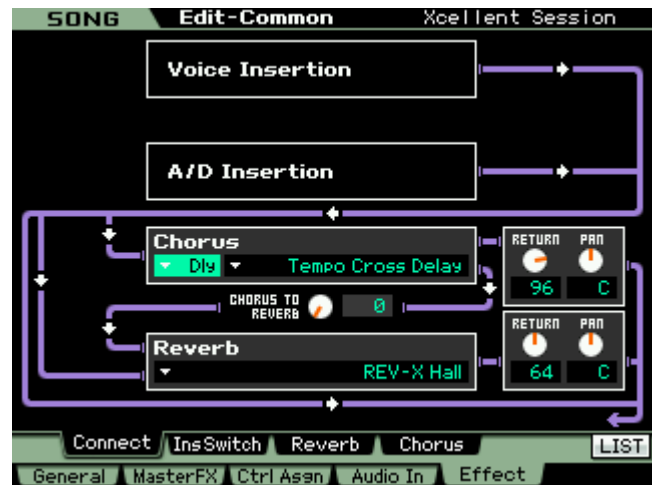 SONG Edit-Common Xcellent Session
Voice Insertion
A/D Insertion
Chorus
Dly Tempo Cross Delay
RETURN PAN
96 C
CHORUS TO
REVERB 0
Reverb
REV-X Hall
RETURN PAN
64 C
Connect InsSwitch Reverb Chorus LIST
General MasterFX Ctrl Asgn Audio In Effect